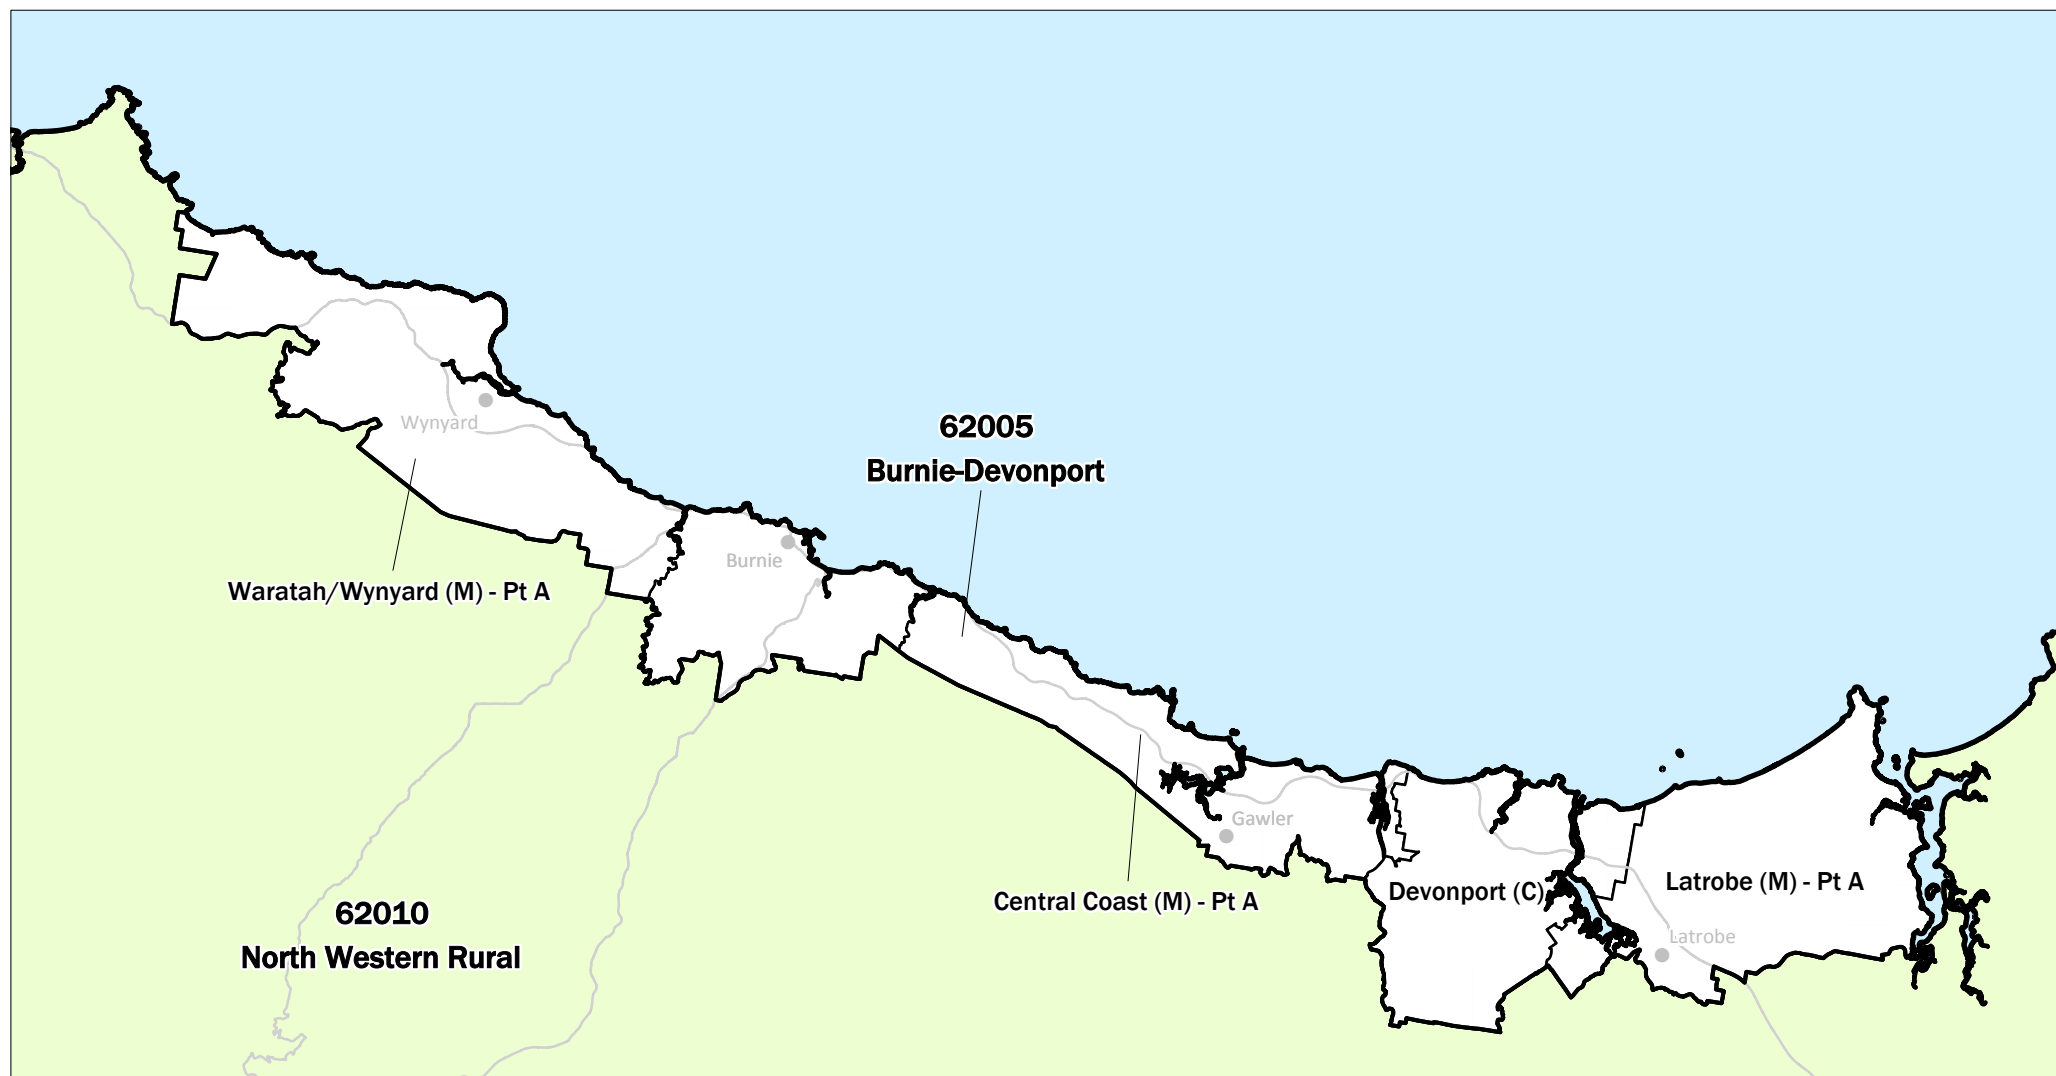 Wynyard
62005
Burnie-Devonport
Burnie
Waratah/Wynyard (M) - Pt A
Gawler
Devonport (C)
Latrobe (M) - Pt A
Central Coast (M) - Pt A
62010
North Western Rural
Latrobe